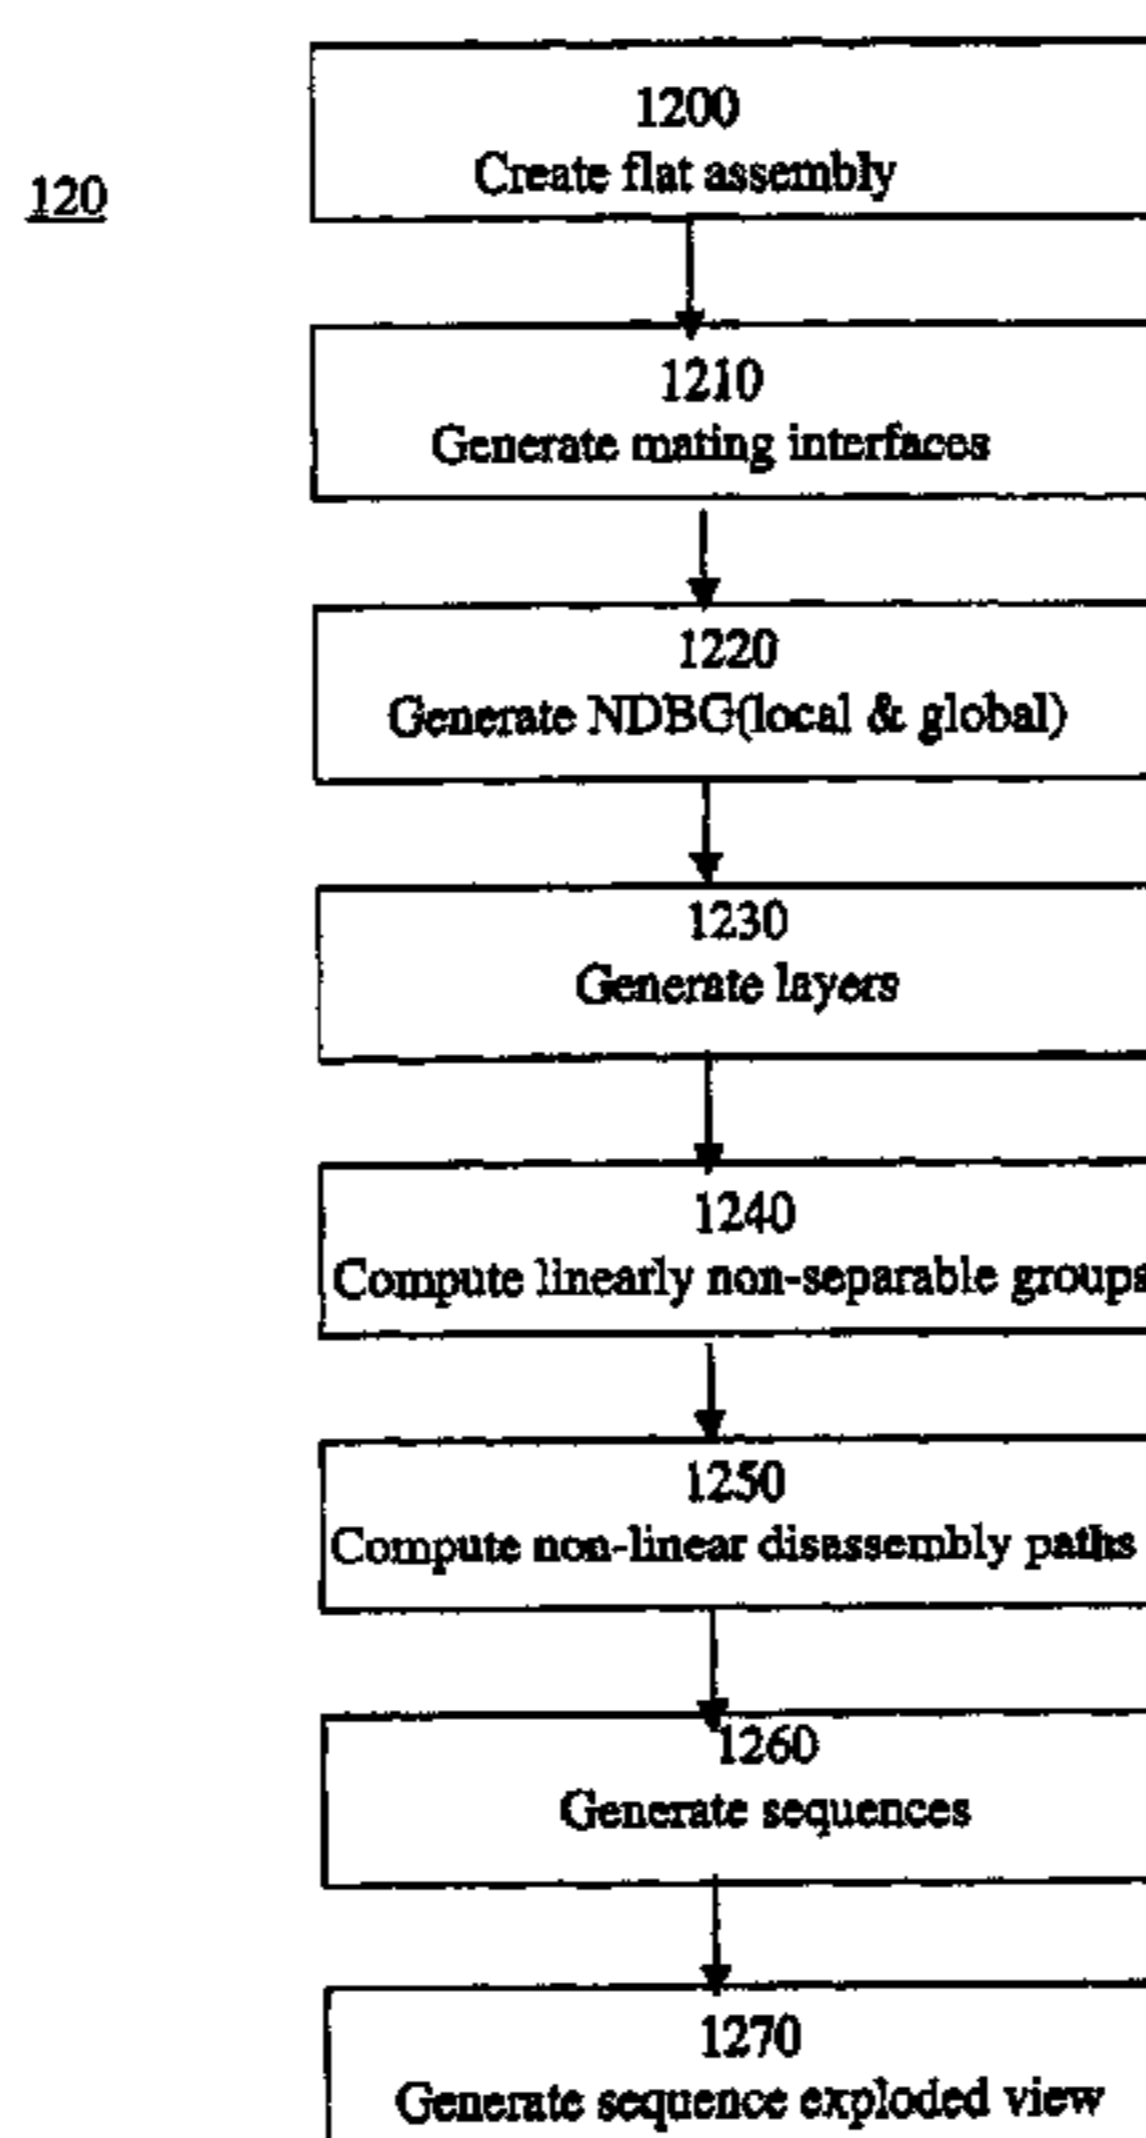 120
1200
Create flat assembly
1210
Generate mating interfaces
1220
Generate NDBG(local & global)
1230
Generate layers
1240
Compute linearly non-separable groups
1250
Compute non-linear disassembly paths
1260
Generate sequences
1270
Generate sequence exploded view